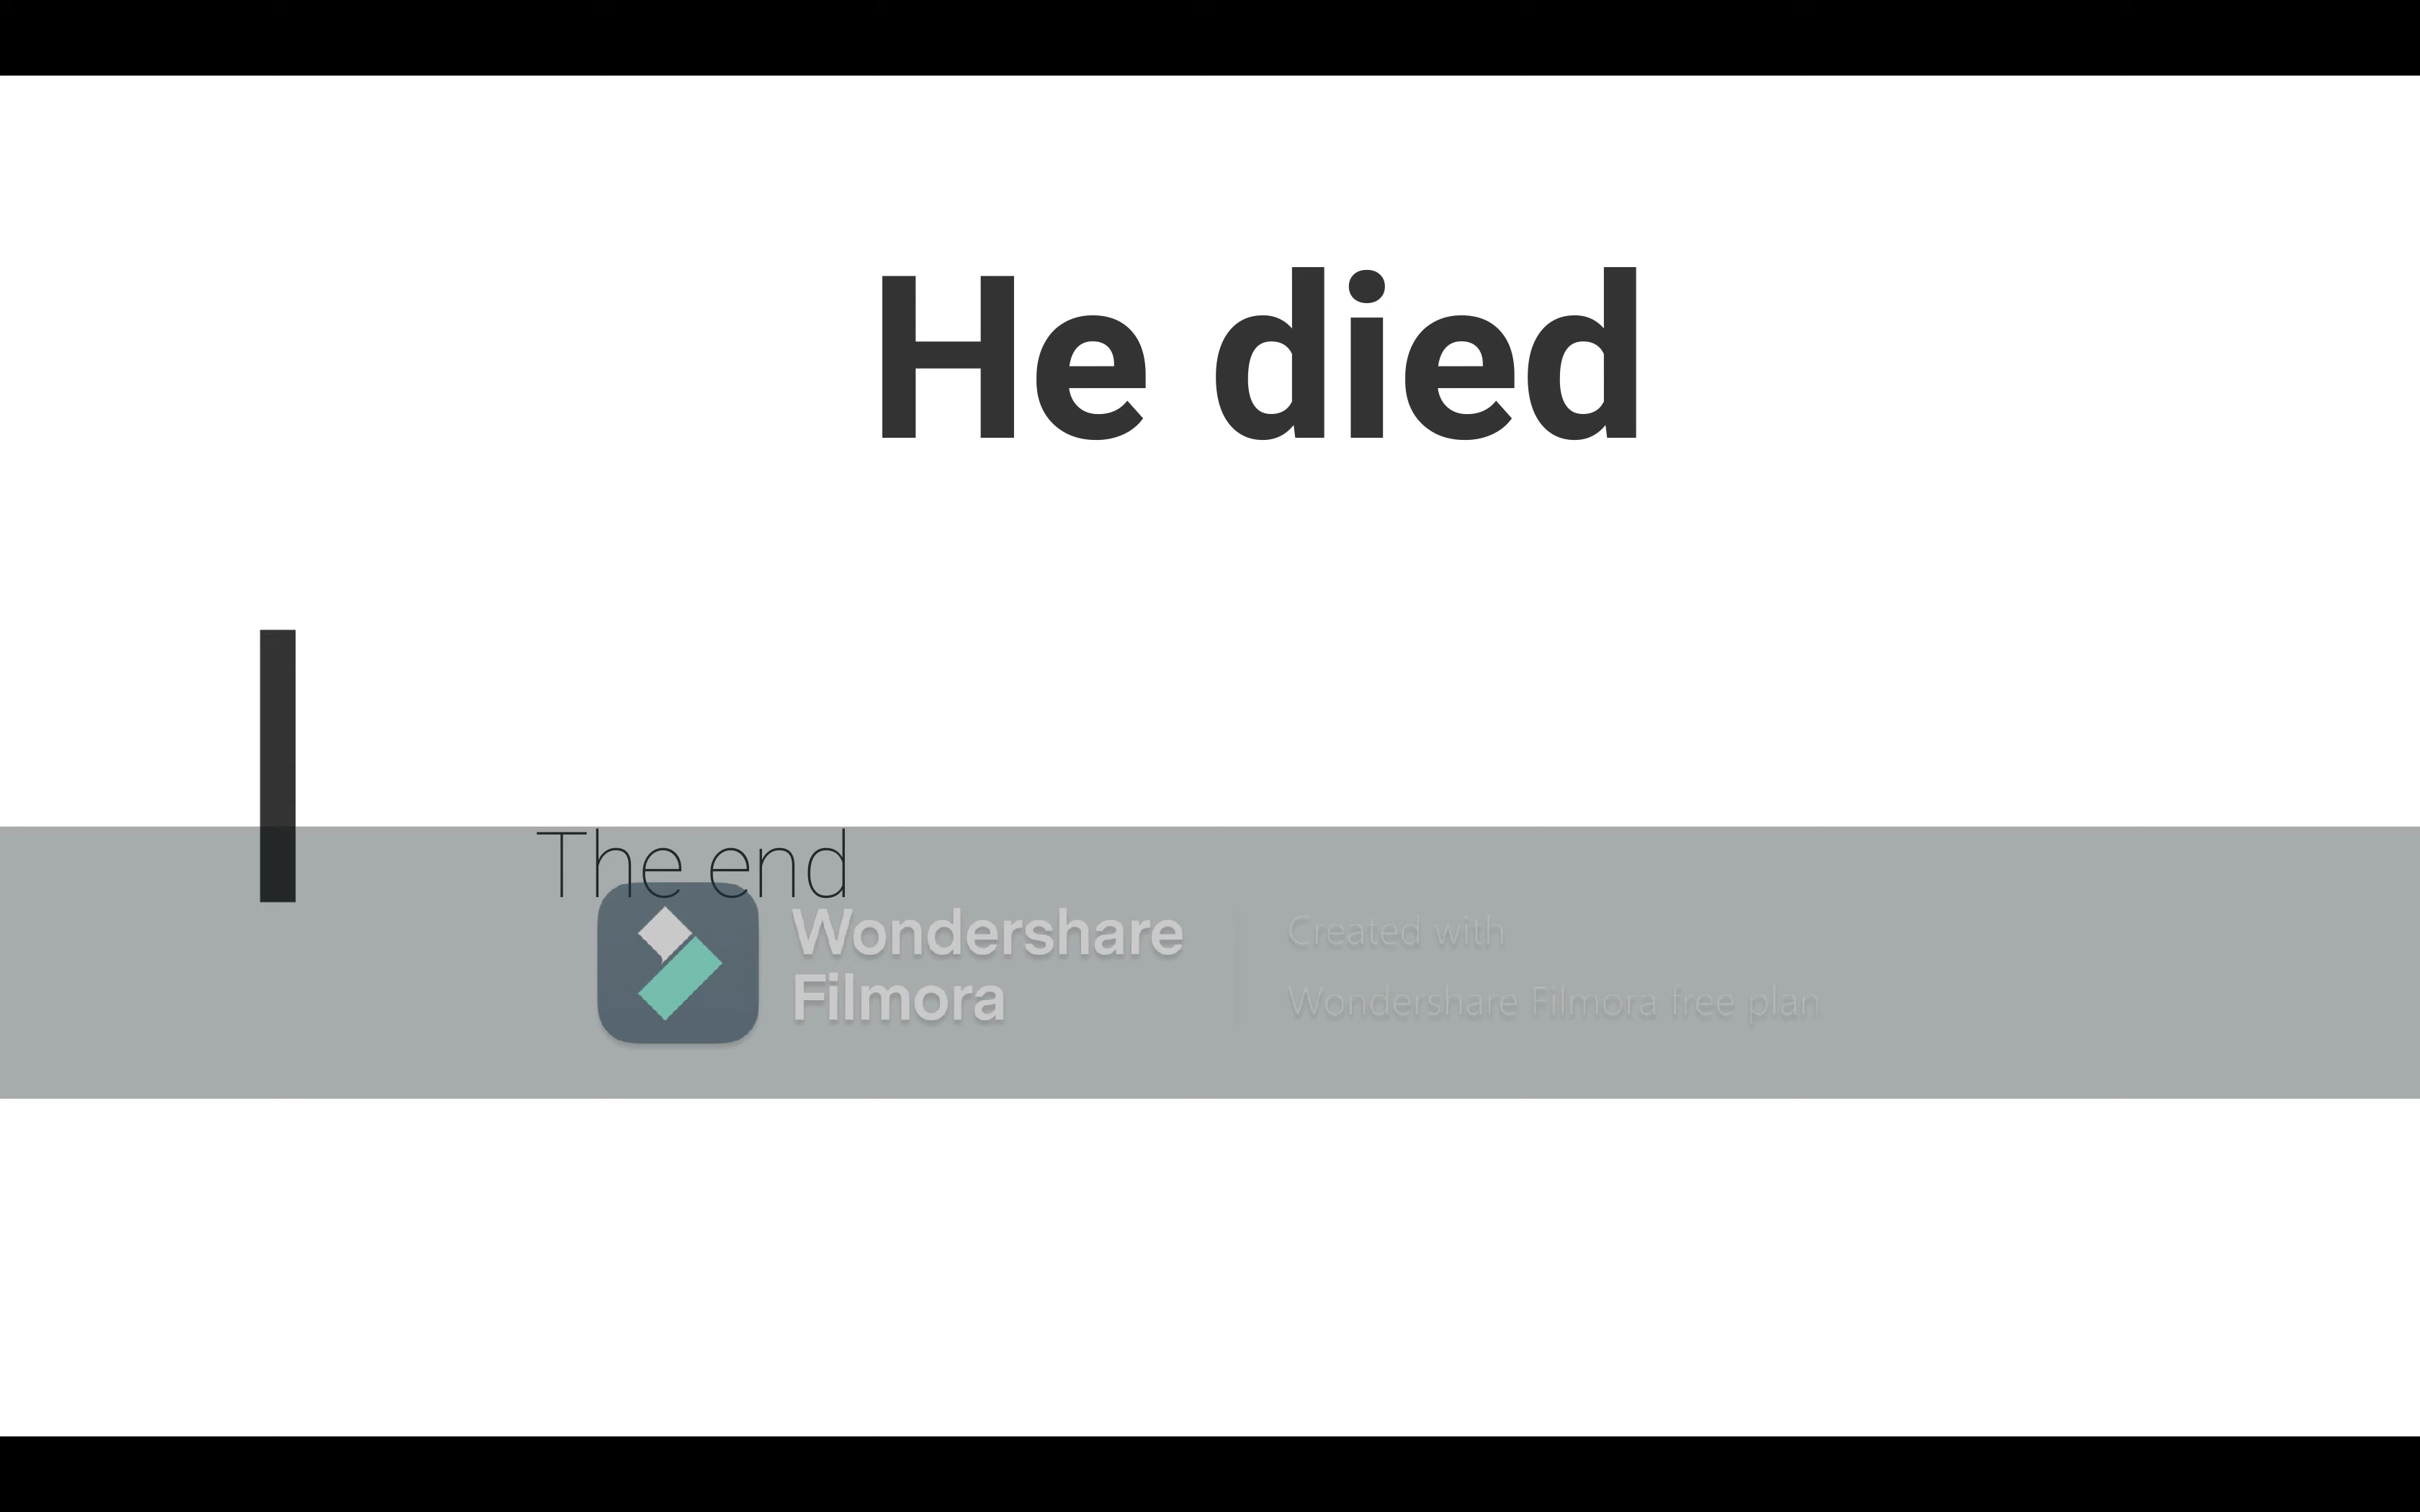 He died
The end
Wondershare
Filmora
Created with
Wondershare Filmora free plan